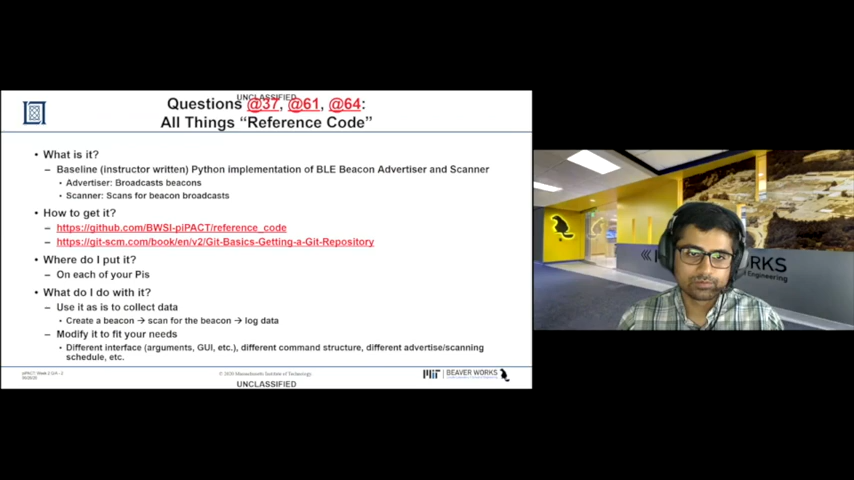 UNCLASSIFIED
Questions @37, @61, @64:
All Things “Reference Code”
• What is it?
– Baseline (instructor written) Python implementation of BLE Beacon Advertiser and Scanner
• Advertiser: Broadcasts beacons
• Scanner: Scans for beacon broadcasts
• How to get it?
– https://github.com/BWSI-piPACT/reference_code
– https://git-scm.com/book/en/v2/Git-Basics-Getting-a-Git-Repository
• Where do I put it?
– On each of your Pis
• What do I do with it?
– Use it as is to collect data
• Create a beacon → scan for the beacon → log data
– Modify it to fit your needs
• Different interface (arguments, GUI, etc.), different command structure, different advertise/scanning
schedule, etc.
© 2020 Massachusetts Institute of Technology
MIT BEAVER WORKS
UNCLASSIFIED
ORKS
Engineering